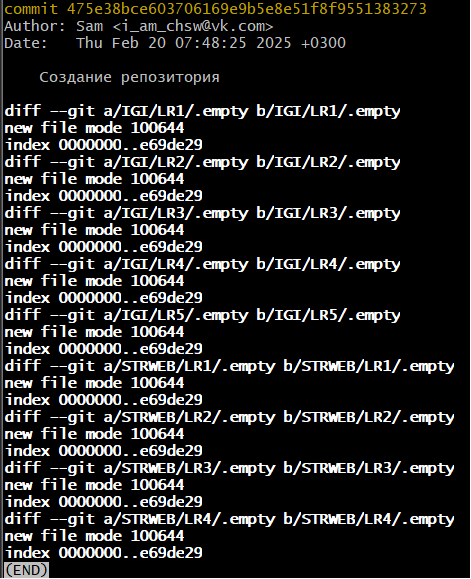 commit 475e38bce603706169e9b5e8e51f8f9551383273
Author: Sam <i_am_chsw@vk.com>
Date:   Thu Feb 20 07:48:25 2025 +0300

    Создание репозитория

diff --git a/IGI/LR1/.empty b/IGI/LR1/.empty
new file mode 100644
index 0000000..e69de29
diff --git a/IGI/LR2/.empty b/IGI/LR2/.empty
new file mode 100644
index 0000000..e69de29
diff --git a/IGI/LR3/.empty b/IGI/LR3/.empty
new file mode 100644
index 0000000..e69de29
diff --git a/IGI/LR4/.empty b/IGI/LR4/.empty
new file mode 100644
index 0000000..e69de29
diff --git a/IGI/LR5/.empty b/IGI/LR5/.empty
new file mode 100644
index 0000000..e69de29
diff --git a/STRWEB/LR1/.empty b/STRWEB/LR1/.empty
new file mode 100644
index 0000000..e69de29
diff --git a/STRWEB/LR2/.empty b/STRWEB/LR2/.empty
new file mode 100644
index 0000000..e69de29
diff --git a/STRWEB/LR3/.empty b/STRWEB/LR3/.empty
new file mode 100644
index 0000000..e69de29
diff --git a/STRWEB/LR4/.empty b/STRWEB/LR4/.empty
new file mode 100644
index 0000000..e69de29
(END)